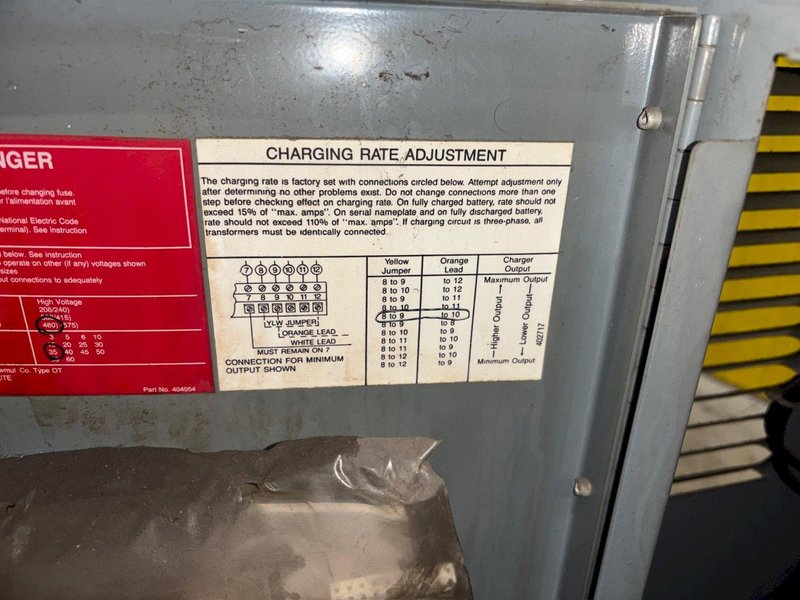 NGER
efore changing fuse.
r l'alimentation avant
National Electric Code
erminal). See instruction
below. See instruction
operate on other (if any) voltages shown
sizes
ut connections to adequately
High Voltage
208/240)
/415)
480) 575)
3 5 6 10
20 25 30
35 40 45 50
60
wmut Co. Type OT
UTE
Part No. 404054
CHARGING RATE ADJUSTMENT
The charging rate is factory set with connections circled below. Attempt adjustment only
after determining no other problems exist. Do not change connections more than one
step before checking effect on charging rate. On fully charged battery, rate should not
exceed 15% of "max. amps". On serial nameplate and on fully discharged battery,
rate should not exceed 110% of "max. amps". If charging circuit is three-phase, all
transformers must be identically connected.
7 8 9 10 11 12
7 8 9 10 11 12
YLW JUMPER
ORANGE LEAD
WHITE LEAD
MUST REMAIN ON 7
CONNECTION FOR MINIMUM
OUTPUT SHOWN
Yellow Orange Charger
Jumper Lead Output
8 to 9 to 12 Maximum Output
8 to 10 to 12
8 to 9 to 11
8 to 10 to 11
8 to 9 to 10
8 to 9 to 8
8 to 10 to 9
8 to 11 to 10
8 to 11 to 9
8 to 12 to 10
8 to 12 to 9 Minimum Output
Higher Output
Lower Output
402717